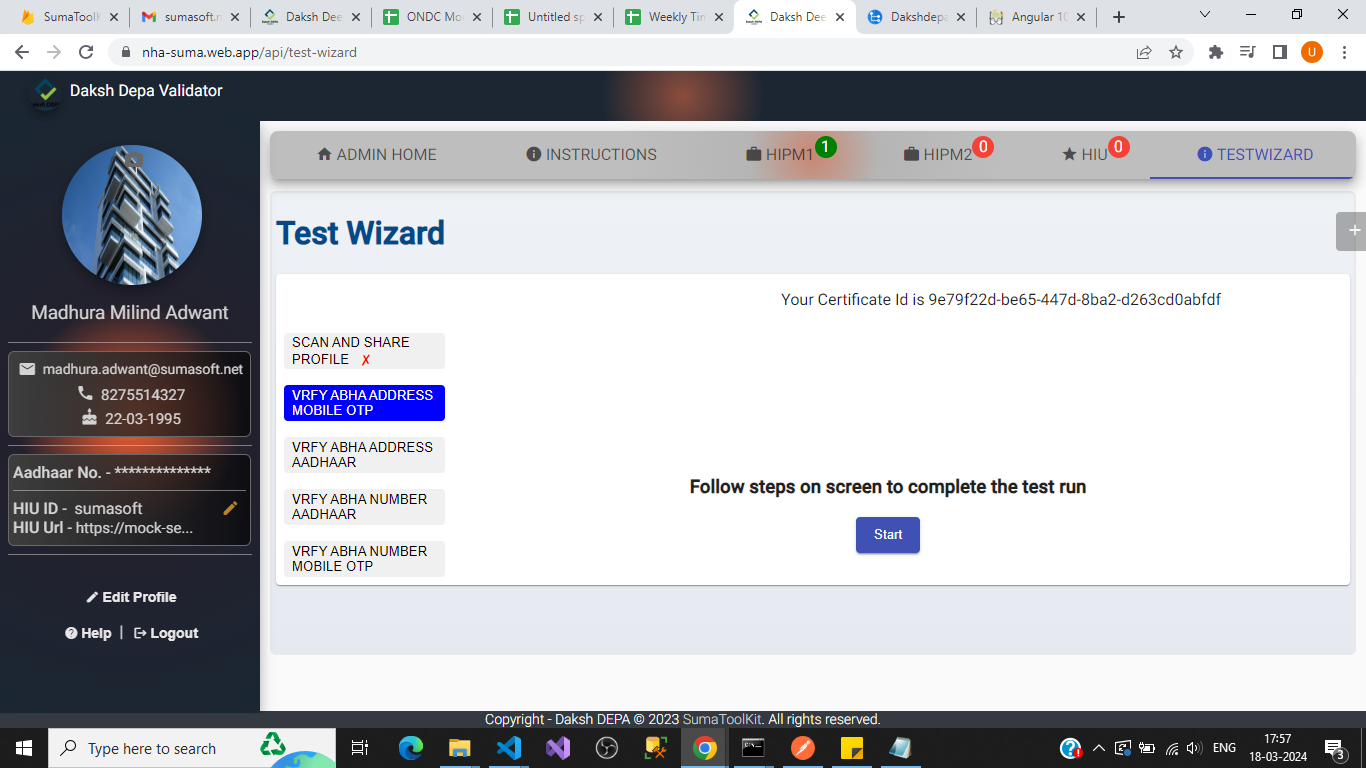 SumaToolK
sumasoft.n
Daksh Dee
ONDC Mo
Untitled sp
Weekly Tin
Daksh Dee
Dakshdepa
Angular 10
nha-suma.web.app/api/test-wizard
U
Daksh Depa Validator
Madhura Milind Adwant
madhura.adwant@sumasoft.net
8275514327
22-03-1995
Aadhaar No. - **************
HIU ID - sumasoft
HIU Url - https://mock-se...
Edit Profile
Help | Logout
ADMIN HOME
INSTRUCTIONS
HIPM1 1
HIPM2 0
HIU 0
TESTWIZARD
Test Wizard
Your Certificate Id is 9e79f22d-be65-447d-8ba2-d263cd0abfdf
SCAN AND SHARE
PROFILE ✗
VRFY ABHA ADDRESS
MOBILE OTP
VRFY ABHA ADDRESS
AADHAAR
VRFY ABHA NUMBER
AADHAAR
VRFY ABHA NUMBER
MOBILE OTP
Follow steps on screen to complete the test run
Start
Copyright - Daksh DEPA © 2023 SumaToolKit. All rights reserved.
Type here to search
ENG
17:57
18-03-2024
3